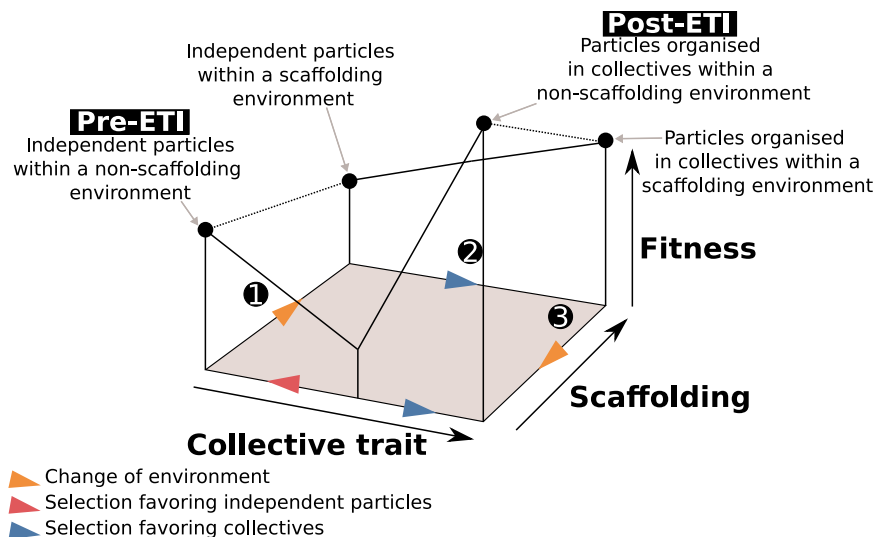 Pre-ETI
Independent particles
within a non-scaffolding
environment
Independent particles
within a scaffolding
environment
Post-ETI
Particles organised
in collectives within a
non-scaffolding environment
Particles organised
in collectives within a
scaffolding environment
1
2
3
Fitness
Scaffolding
Collective trait
Change of environment
Selection favoring independent particles
Selection favoring collectives